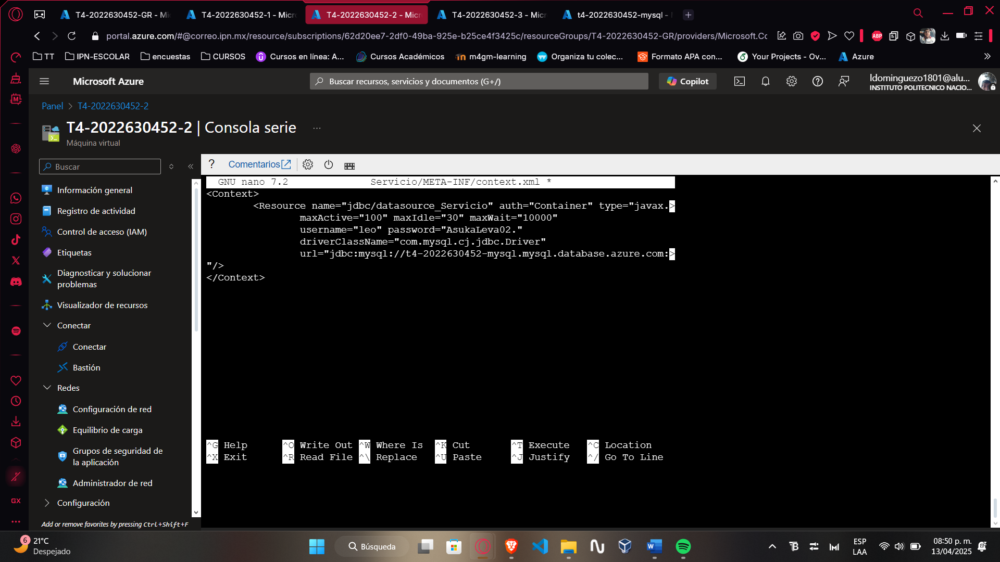 T4-2022630452-GR - Mi
T4-2022630452-1 - Micr
T4-2022630452-2 - Micr
T4-2022630452-3 - Micr
t4-2022630452-mysql -
portal.azure.com/#@correo.ipn.mx/resource/subscriptions/62d20ee7-2df0-49ba-925e-b25ce4f3425c/resourceGroups/T4-2022630452-GR/providers/Microsoft.Cc
ABP
TT
IPN-ESCOLAR
encuestas
CURSOS
Cursos en línea: A...
Cursos Académicos
m4gm-learning
Organiza tu colec...
Formato APA con...
Your Projects - Ov...
Azure
Microsoft Azure
Buscar recursos, servicios y documentos (G+/)
Copilot
ldominguezo1801@alu...
INSTITUTO POLITECNICO NACIO...
Panel > T4-2022630452-2
T4-2022630452-2 | Consola serie ...
Máquina virtual
Buscar
? Comentarios
Información general
Registro de actividad
Control de acceso (IAM)
Etiquetas
Diagnosticar y solucionar
problemas
Visualizador de recursos
Conectar
Conectar
Bastión
Redes
Configuración de red
Equilibrio de carga
Grupos de seguridad de
la aplicación
Administrador de red
Configuración
Add or remove favorites by pressing Ctrl+Shift+F
GNU nano 7.2 Servicio/META-INF/context.xml *
<Context>
<Resource name="jdbc/datasource_Servicio" auth="Container" type="javax.>
maxActive="100" maxIdle="30" maxWait="10000"
username="leo" password="AsukaLeva02."
driverClassName="com.mysql.cj.jdbc.Driver"
url="jdbc:mysql://t4-2022630452-mysql.mysql.database.azure.com:>
"/>
</Context>
^G Help ^O Write Out ^W Where Is ^K Cut ^T Execute ^C Location
^X Exit ^R Read File ^\ Replace ^U Paste ^J Justify ^/ Go To Line
GX
6
21°C
Despejado
Búsqueda
ESP
LAA
08:50 p. m.
13/04/2025